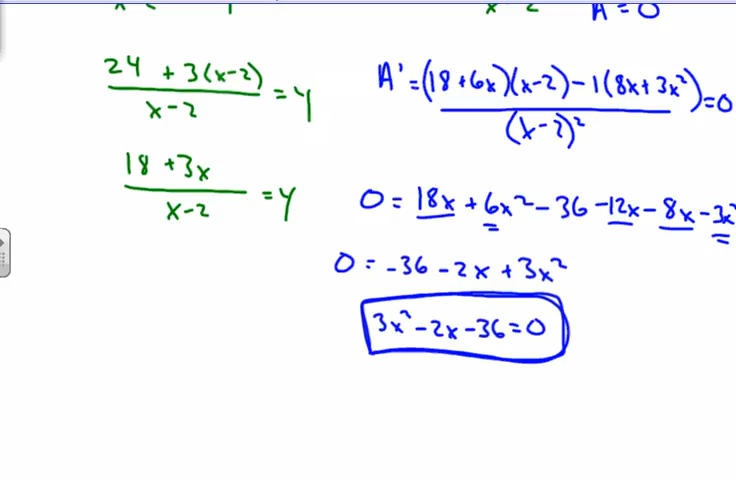 A = 0
24 + 3(x-2) / x-2 = y
A' = (18+6x)(x-2) - 1(8x+3x²) / (x-2)² = 0
18 + 3x / x-2 = y
0 = 18x + 6x² - 36 - 12x - 8x - 3x²
0 = -36 - 2x + 3x²
3x² - 2x - 36 = 0